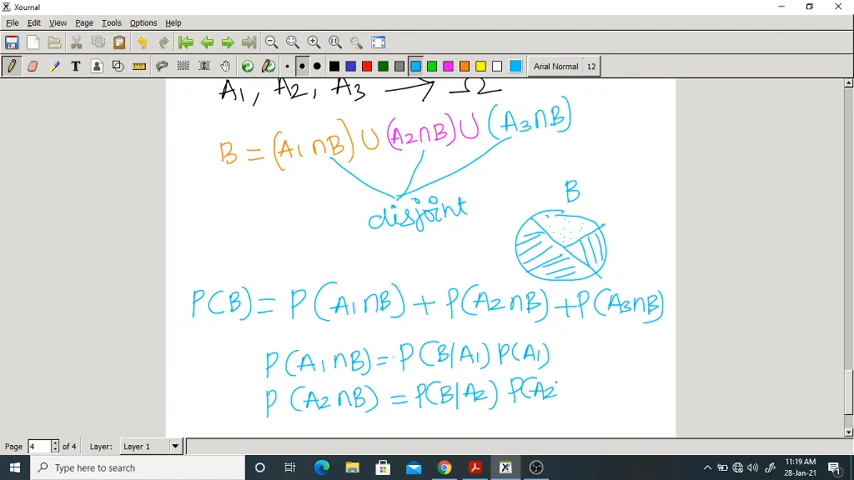 Xournal
File Edit View Page Tools Options Help
Arial Normal 12
A1, A2, A3 → Ω
B = (A1∩B) ∪ (A2∩B) ∪ (A3∩B)
disjoint
B
P(B) = P(A1∩B) + P(A2∩B) + P(A3∩B)
P(A1∩B) = P(B/A1) P(A1)
P(A2∩B) = P(B/A2) P(A2
Page 4 of 4 Layer: Layer 1
Type here to search
11:19 AM
28-Jan-21